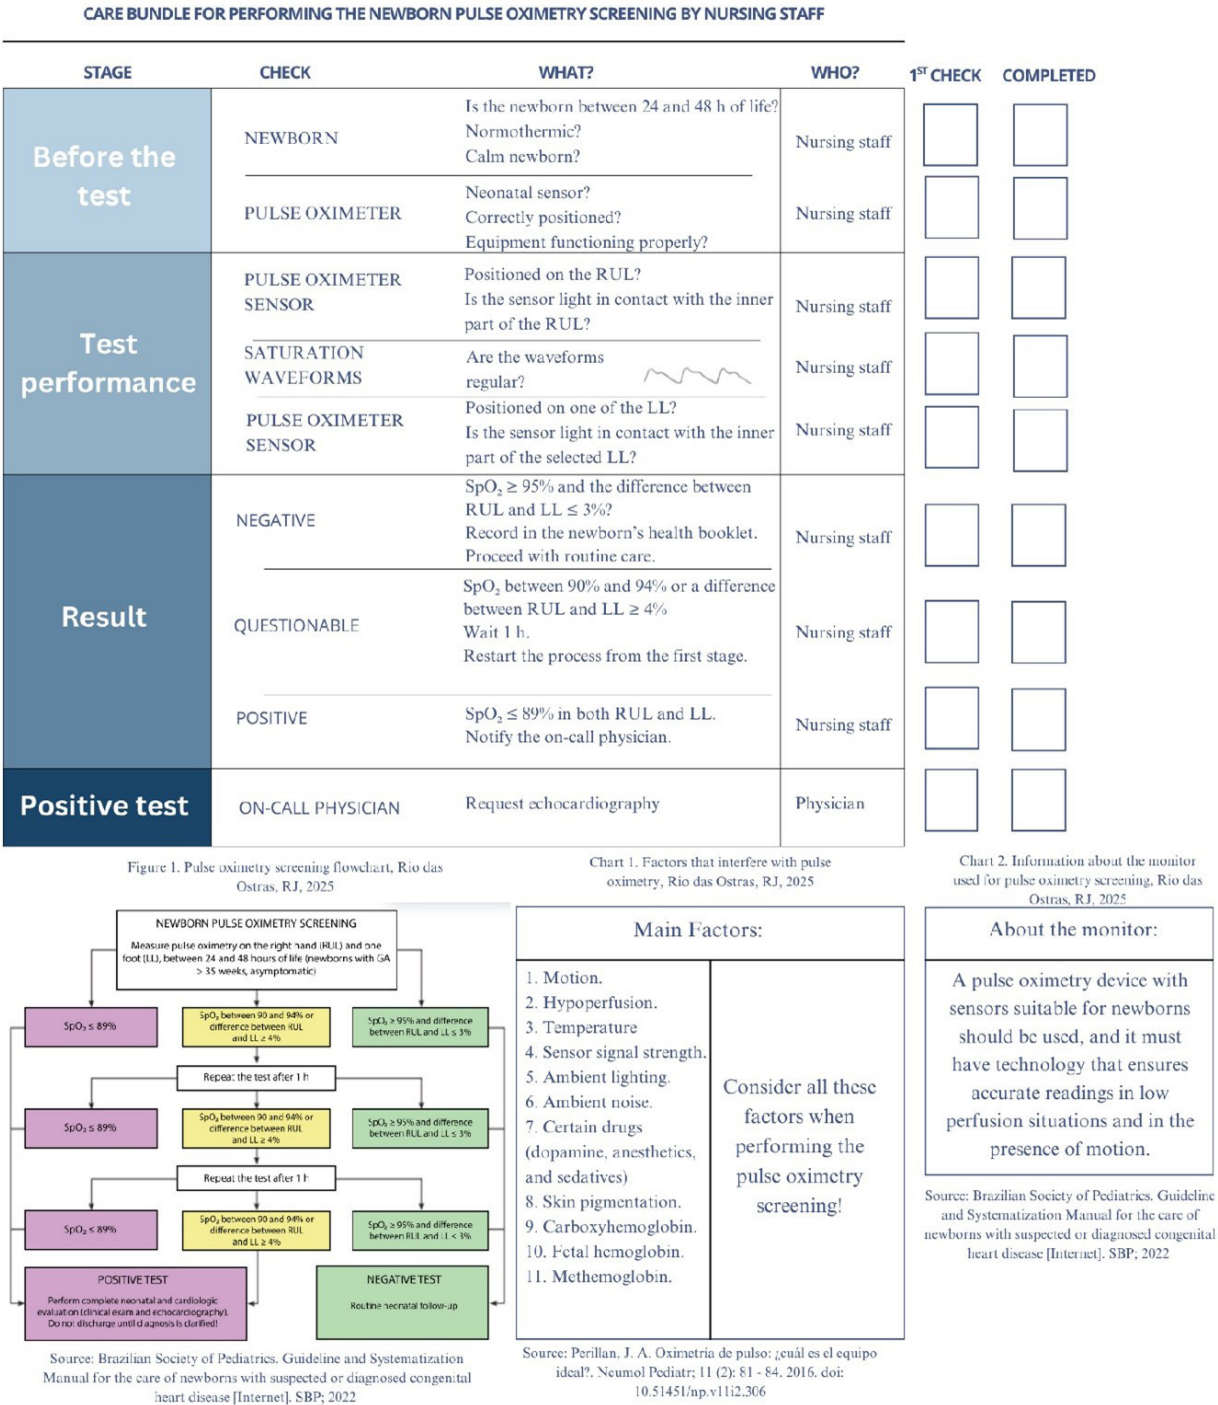 CARE BUNDLE FOR PERFORMING THE NEWBORN PULSE OXIMETRY SCREENING BY NURSING STAFF
STAGE CHECK WHAT? WHO? 1ST CHECK COMPLETED
Before the
test
NEWBORN
Is the newborn between 24 and 48 h of life?
Normothermic?
Calm newborn?
Nursing staff
PULSE OXIMETER
Neonatal sensor?
Correctly positioned?
Equipment functioning properly?
Nursing staff
Test
performance
PULSE OXIMETER
SENSOR
Positioned on the RUL?
Is the sensor light in contact with the inner
part of the RUL?
Nursing staff
SATURATION
WAVEFORMS
Are the waveforms
regular?
Nursing staff
PULSE OXIMETER
SENSOR
Positioned on one of the LL?
Is the sensor light in contact with the inner
part of the selected LL?
Nursing staff
Result
NEGATIVE
SpO₂ ≥ 95% and the difference between
RUL and LL ≤ 3%?
Record in the newborn's health booklet.
Proceed with routine care.
Nursing staff
QUESTIONABLE
SpO₂ between 90% and 94% or a difference
between RUL and LL ≥ 4%
Wait 1 h.
Restart the process from the first stage.
Nursing staff
POSITIVE
SpO₂ ≤ 89% in both RUL and LL.
Notify the on-call physician.
Nursing staff
Positive test
ON-CALL PHYSICIAN
Request echocardiography
Physician
Figure 1. Pulse oximetry screening flowchart, Rio das
Ostras, RJ, 2025
NEWBORN PULSE OXIMETRY SCREENING
Measure pulse oximetry on the right hand (RUL) and one
foot (LL), between 24 and 48 hours of life (newborns with GA
> 35 weeks, asymptomatic)
SpO₂ ≤ 89%
SpO₂ between 90 and 94% or
difference between RUL
and LL ≥ 4%
SpO₂ ≥ 95% and difference
between RUL and LL ≤ 3%
Repeat the test after 1 h
SpO₂ ≤ 89%
SpO₂ between 90 and 94% or
difference between RUL
and LL ≥ 4%
SpO₂ ≥ 95% and difference
between RUL and LL ≤ 3%
Repeat the test after 1 h
SpO₂ ≤ 89%
SpO₂ between 90 and 94% or
difference between RUL
and LL ≥ 4%
SpO₂ ≥ 95% and difference
between RUL and LL ≤ 3%
POSITIVE TEST
Perform complete neonatal and cardiologic
evaluation (clinical exam and echocardiography).
Do not discharge until diagnosis is clarified!
NEGATIVE TEST
Routine neonatal follow-up
Source: Brazilian Society of Pediatrics. Guideline and Systematization
Manual for the care of newborns with suspected or diagnosed congenital
heart disease [Internet]. SBP; 2022
Chart 1. Factors that interfere with pulse
oximetry, Rio das Ostras, RJ, 2025
Main Factors:
1. Motion.
2. Hypoperfusion.
3. Temperature
4. Sensor signal strength.
5. Ambient lighting.
6. Ambient noise.
7. Certain drugs
(dopamine, anesthetics,
and sedatives)
8. Skin pigmentation.
9. Carboxyhemoglobin.
10. Fetal hemoglobin.
11. Methemoglobin.
Consider all these
factors when
performing the
pulse oximetry
screening!
Source: Perillan, J. A. Oximetría de pulso: ¿cuál es el equipo
ideal?. Neumol Pediatr; 11 (2): 81 - 84. 2016. doi:
10.51451/np.v11i2.306
Chart 2. Information about the monitor
used for pulse oximetry screening, Rio das
Ostras, RJ, 2025
About the monitor:
A pulse oximetry device with
sensors suitable for newborns
should be used, and it must
have technology that ensures
accurate readings in low
perfusion situations and in the
presence of motion.
Source: Brazilian Society of Pediatrics. Guideline
and Systematization Manual for the care of
newborns with suspected or diagnosed congenital
heart disease [Internet]. SBP; 2022